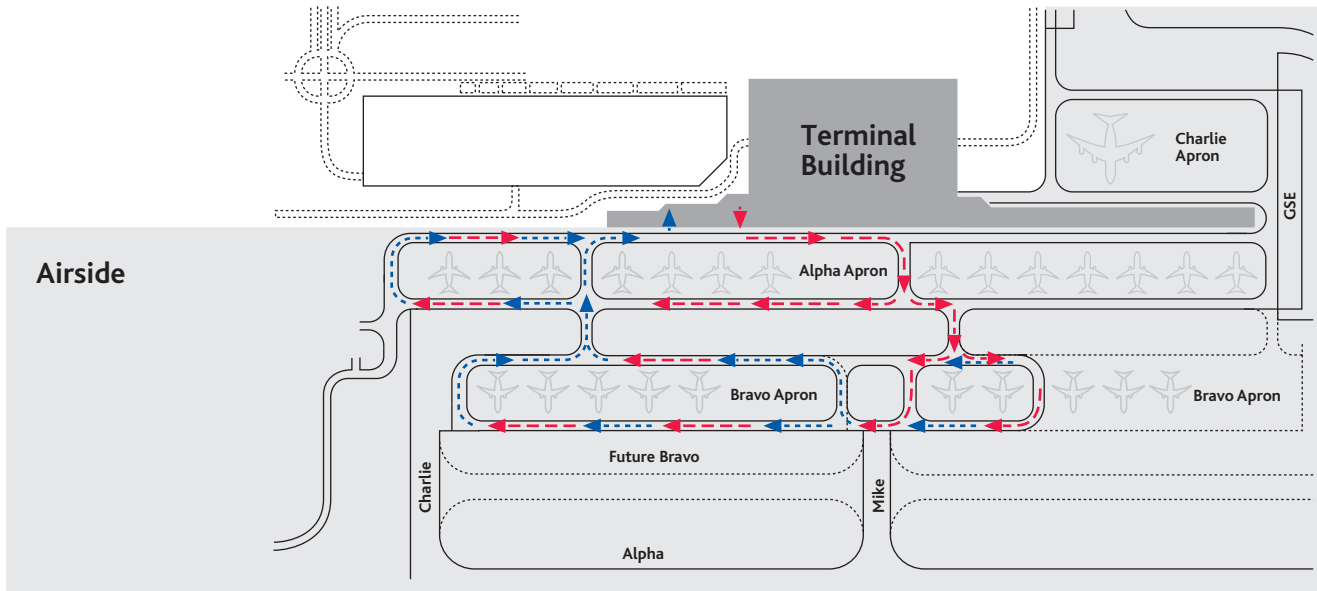 Terminal
Building
Charlie
Apron
GSE
Airside
Alpha Apron
Bravo Apron
Bravo Apron
Future Bravo
Charlie
Mike
Alpha